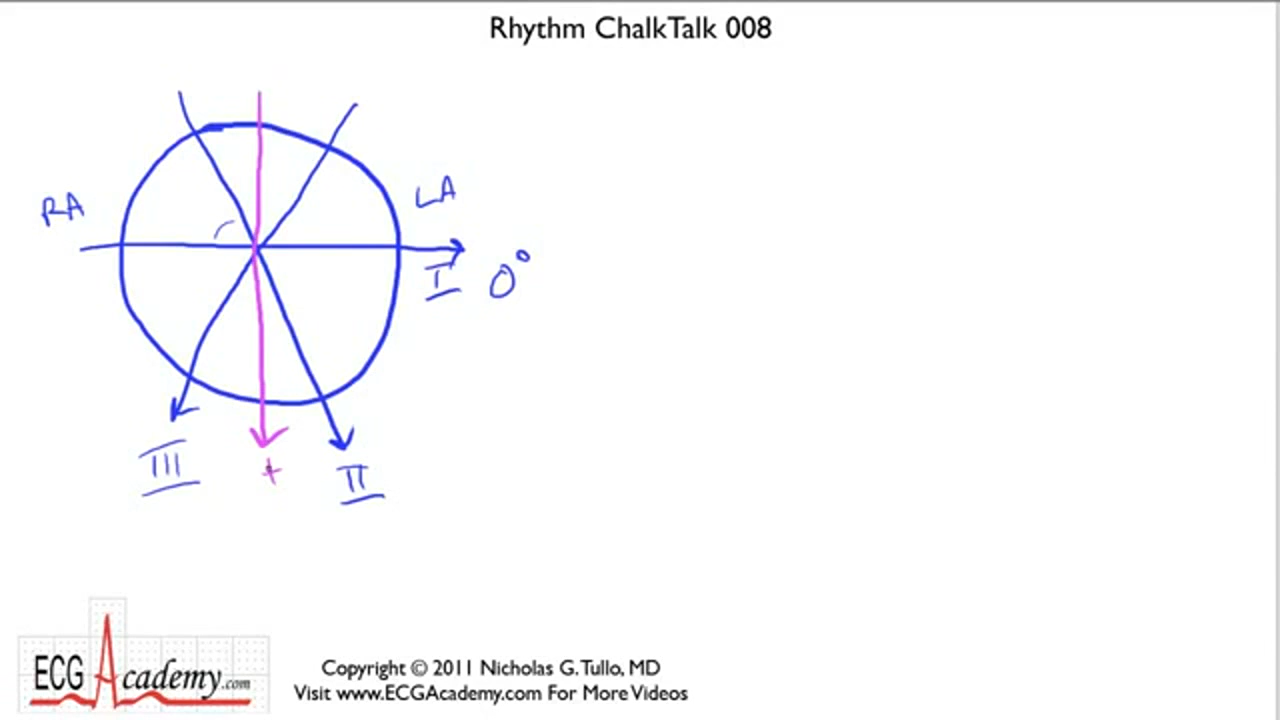 Rhythm ChalkTalk 008
RA
LA
I 0°
III + II
ECG Academy.com
Copyright © 2011 Nicholas G. Tullo, MD
Visit www.ECGAcademy.com For More Videos